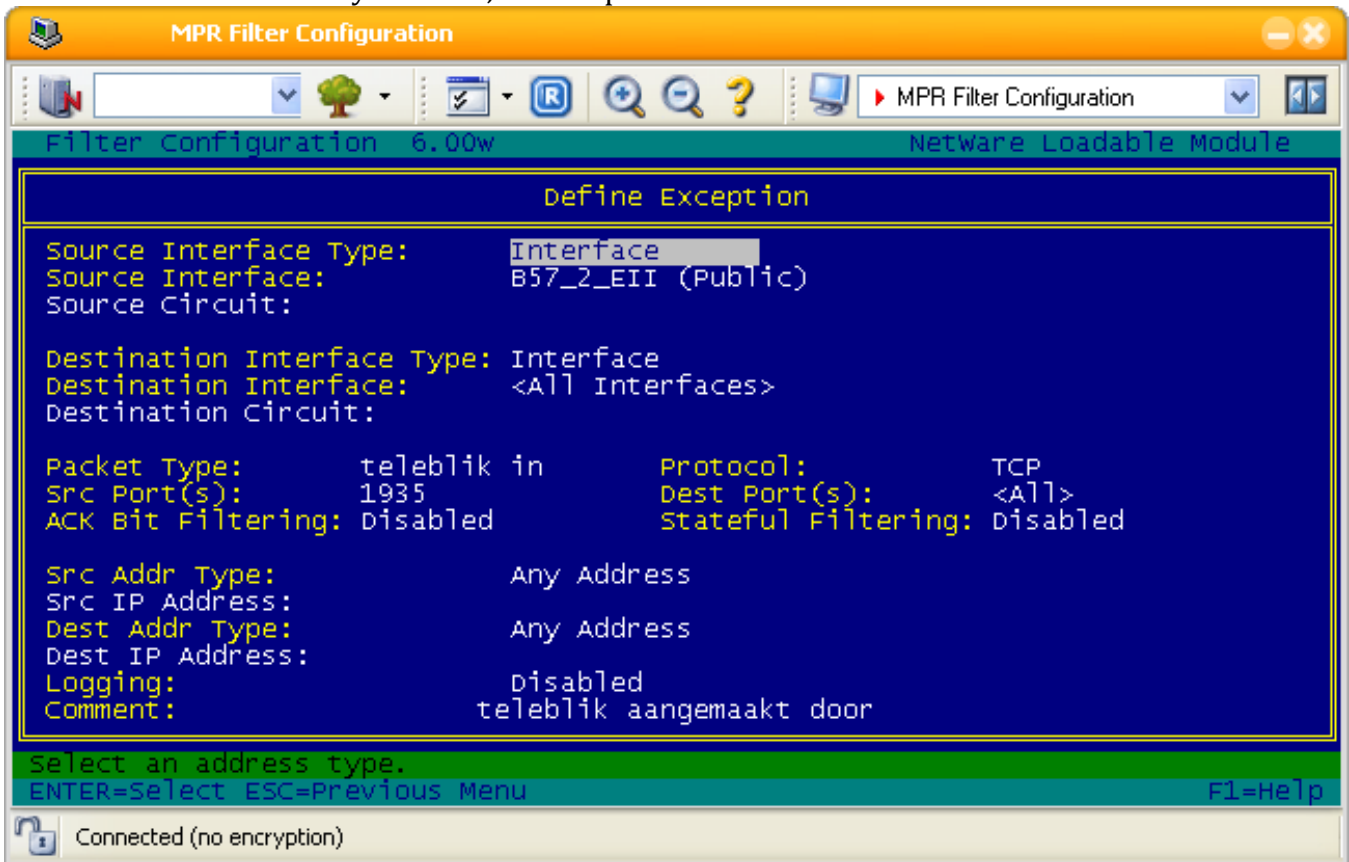 MPR Filter Configuration
MPR Filter Configuration
Filter Configuration 6.00w NetWare Loadable Module
Define Exception
Source Interface Type: Interface
Source Interface: B57_2_EII (Public)
Source Circuit:
Destination Interface Type: Interface
Destination Interface: <All Interfaces>
Destination Circuit:
Packet Type: teleblik in Protocol: TCP
Src Port(s): 1935 Dest Port(s): <All>
ACK Bit Filtering: Disabled Stateful Filtering: Disabled
Src Addr Type: Any Address
Src IP Address:
Dest Addr Type: Any Address
Dest IP Address:
Logging: Disabled
Comment: teleblik aangemaakt door
Select an address type.
ENTER=Select ESC=Previous Menu F1=Help
Connected (no encryption)